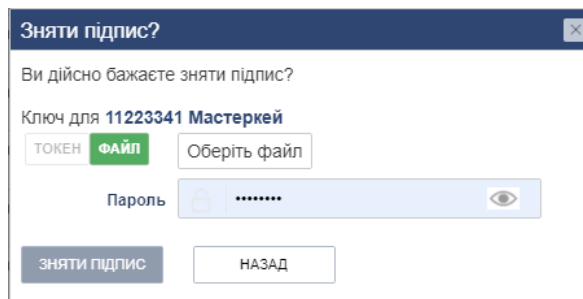 Зняти підпис?
Ви дійсно бажаєте зняти підпис?
Ключ для 11223341 Мастеркей
ТОКЕН ФАЙЛ Оберіть файл
Пароль ••••••••
ЗНЯТИ ПІДПИС НАЗАД